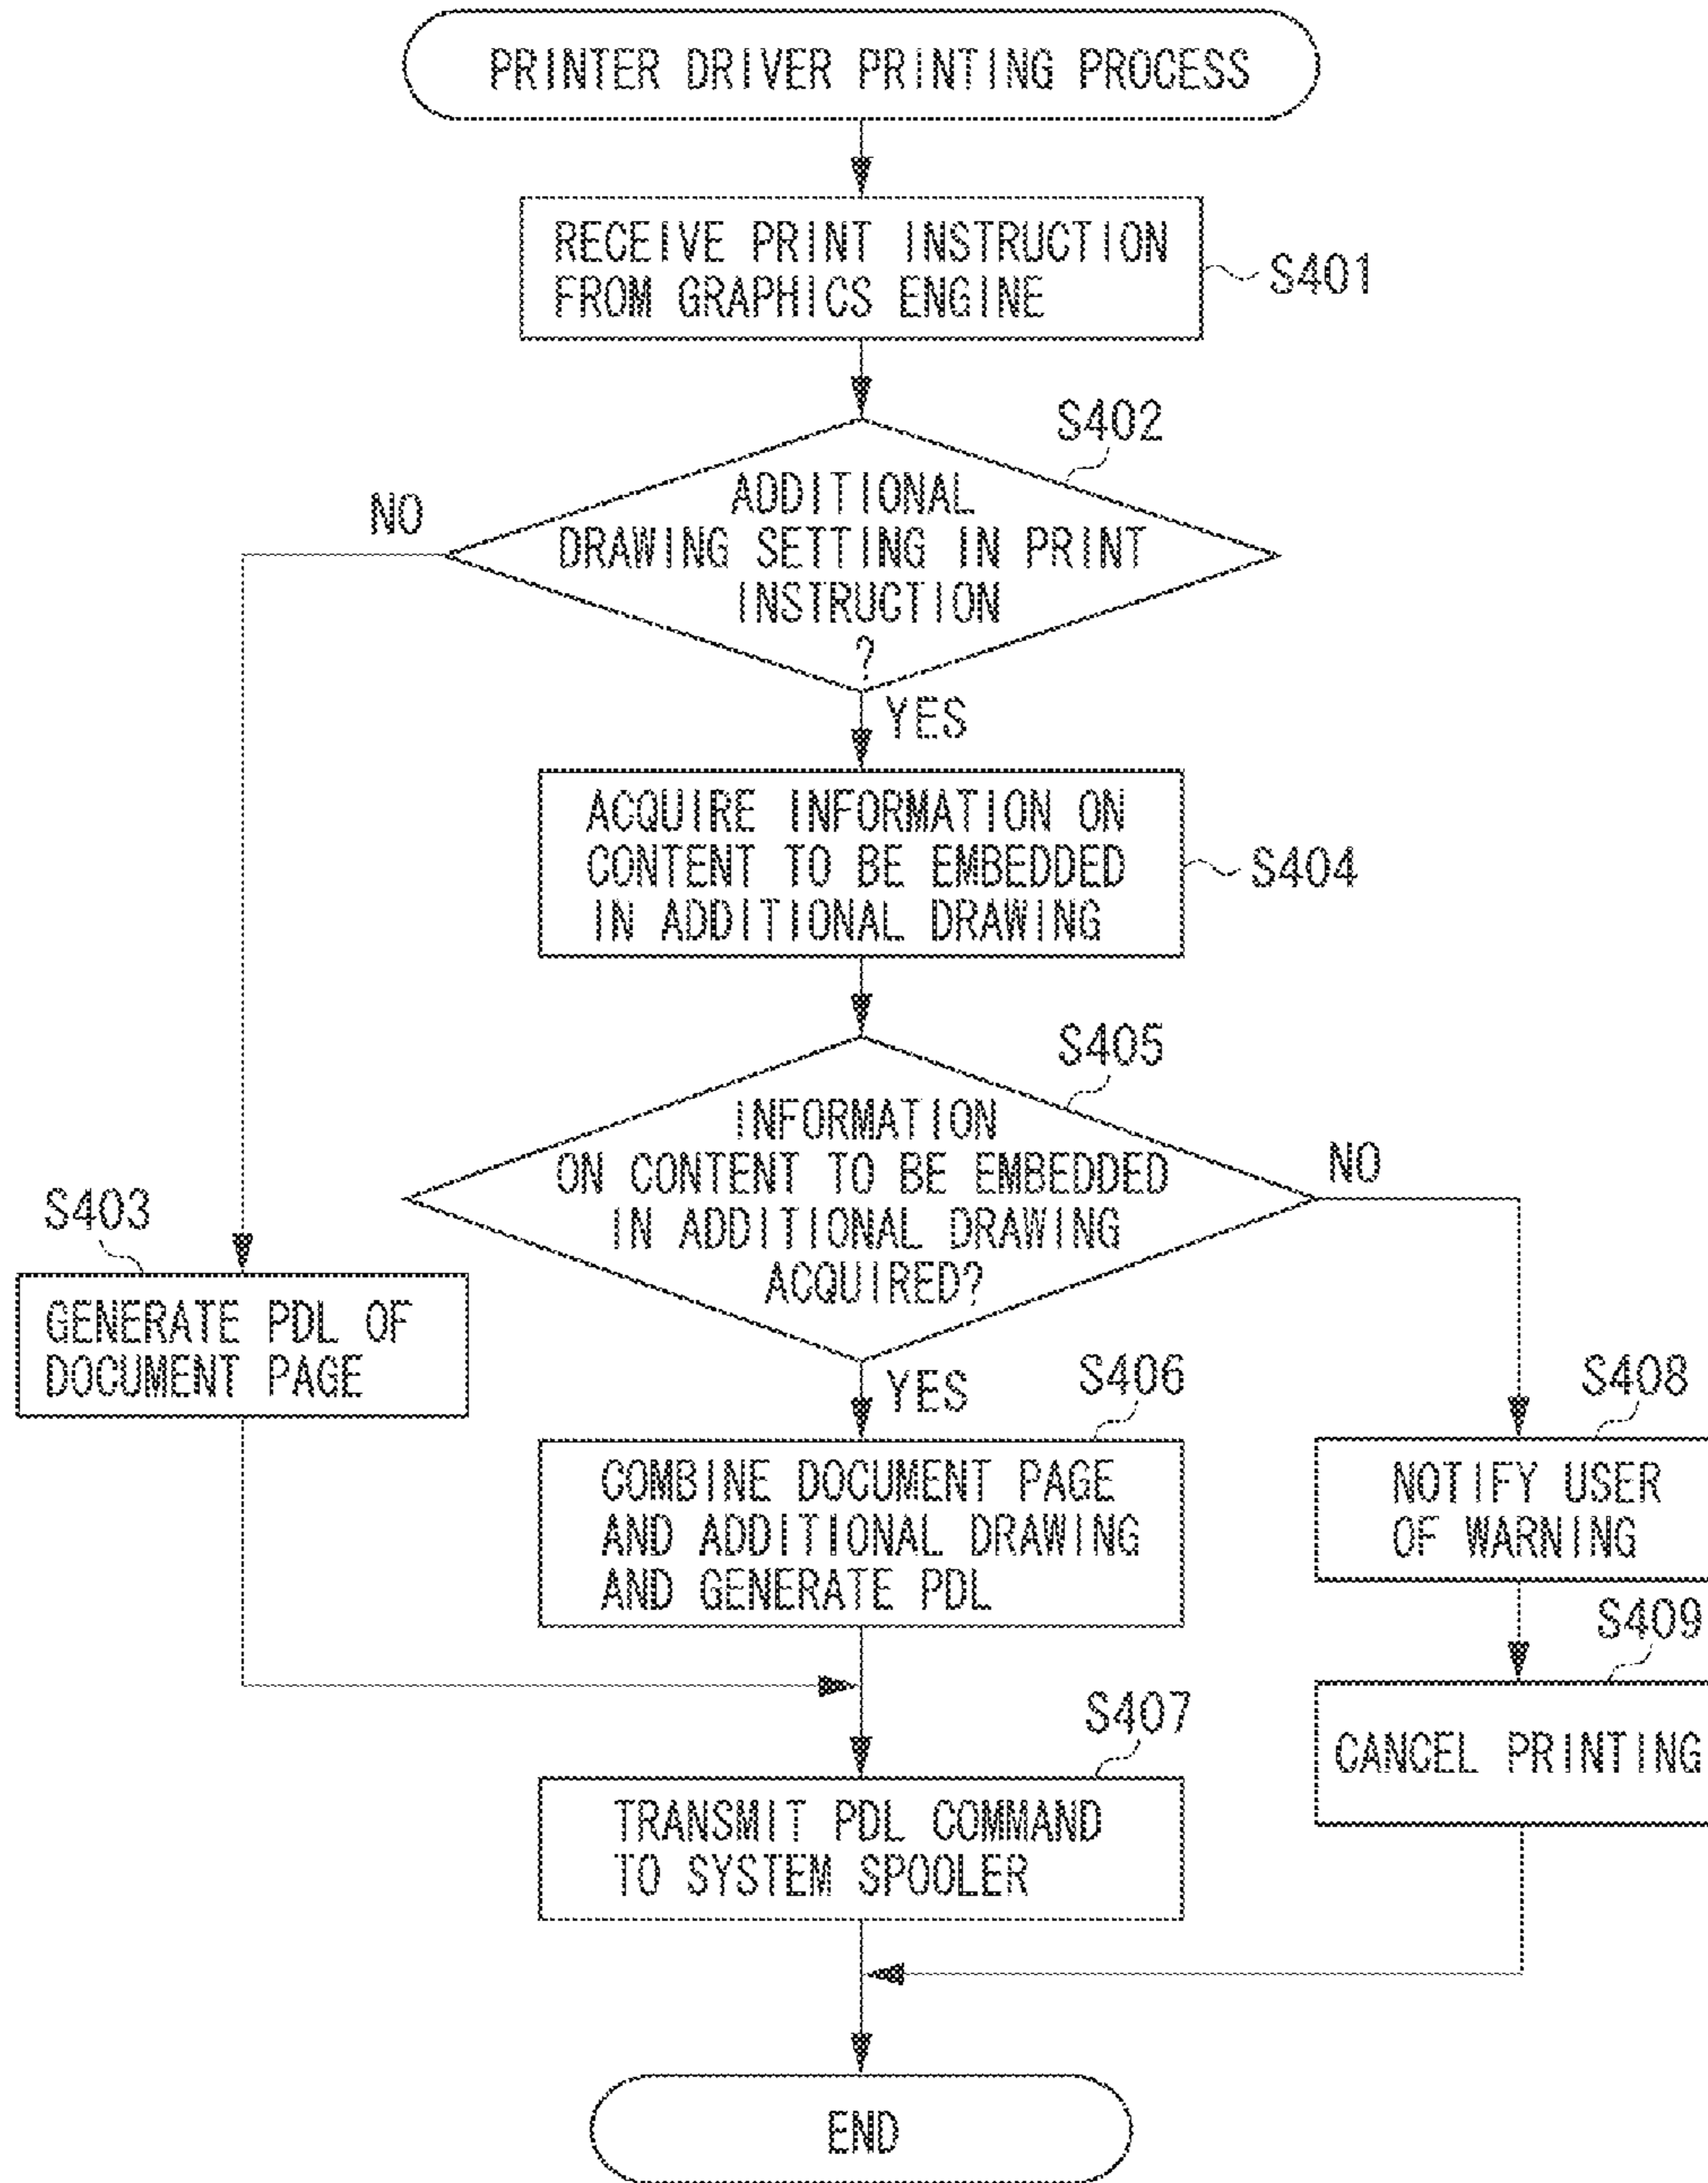 PRINTER DRIVER PRINTING PROCESS
RECEIVE PRINT INSTRUCTION
FROM GRAPHICS ENGINE
S401
S402
ADDITIONAL
DRAWING SETTING IN PRINT
INSTRUCTION
?
NO
YES
ACQUIRE INFORMATION ON
CONTENT TO BE EMBEDDED
IN ADDITIONAL DRAWING
S404
S405
INFORMATION
ON CONTENT TO BE EMBEDDED
IN ADDITIONAL DRAWING
ACQUIRED?
NO
YES
S403
GENERATE PDL OF
DOCUMENT PAGE
S406
COMBINE DOCUMENT PAGE
AND ADDITIONAL DRAWING
AND GENERATE PDL
S408
NOTIFY USER
OF WARNING
S409
CANCEL PRINTING
S407
TRANSMIT PDL COMMAND
TO SYSTEM SPOOLER
END